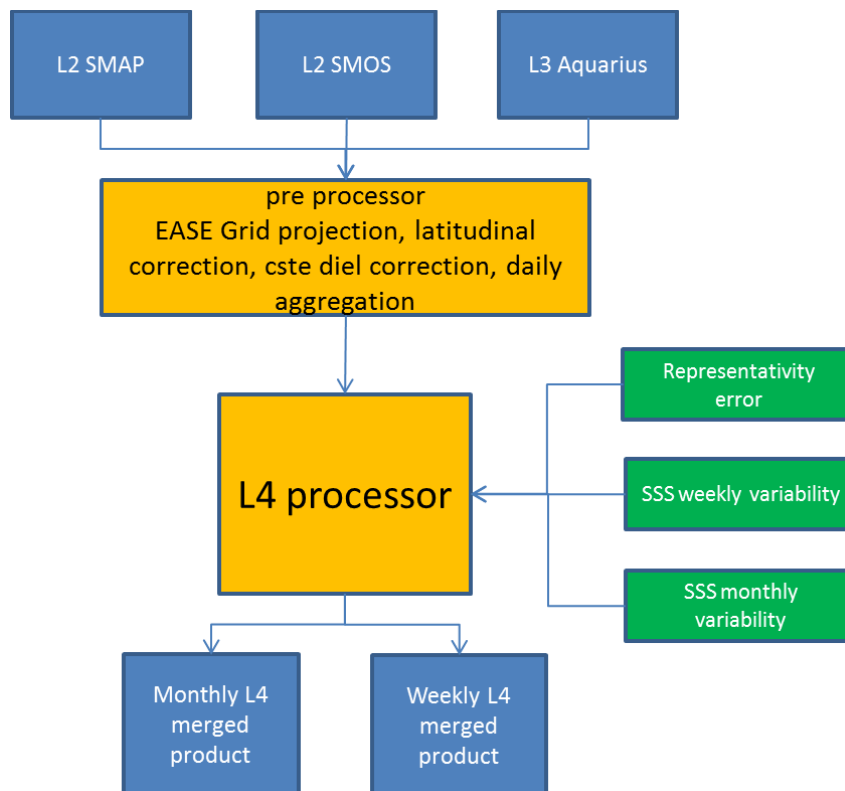 L2 SMAP
L2 SMOS
L3 Aquarius
pre processor
EASE Grid projection, latitudinal
correction, cste diel correction, daily
aggregation
Representativity
error
L4 processor
SSS weekly variability
SSS monthly
variability
Monthly L4
merged
product
Weekly L4
merged
product